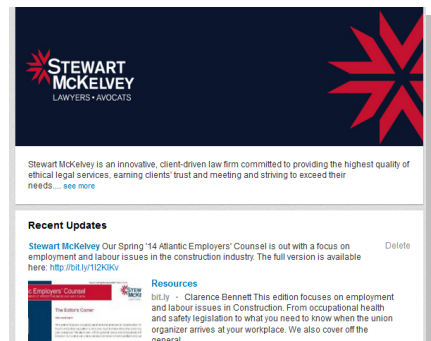 STEWART
MCKELVEY
LAWYERS • AVOCATS
Stewart McKelvey is an innovative, client-driven law firm committed to providing the highest quality of
ethical legal services, earning clients' trust and meeting and striving to exceed their
needs.... see more
Recent Updates
Stewart McKelvey Our Spring '14 Atlantic Employers' Counsel is out with a focus on
Delete
employment and labour issues in the construction industry. The full version is available
here: http://bit.ly/1I2KlKv
Resources
bit.ly - Clarence Bennett This edition focuses on employment
and labour issues in Construction. From occupational health
and safety legislation to what you need to know when the union
organizer arrives at your workplace. We also cover off the
general
c Employers' Counsel
The Editor's Corner